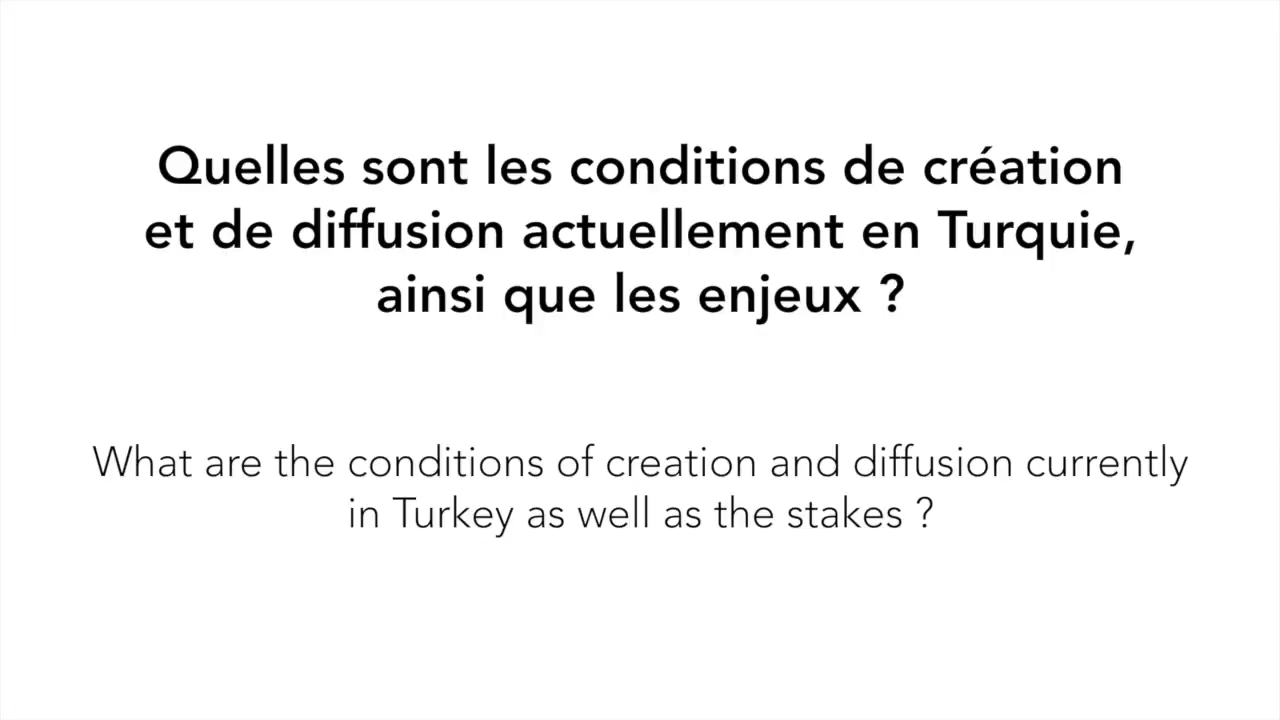 Quelles sont les conditions de création
et de diffusion actuellement en Turquie,
ainsi que les enjeux ?
What are the conditions of creation and diffusion currently
in Turkey as well as the stakes ?